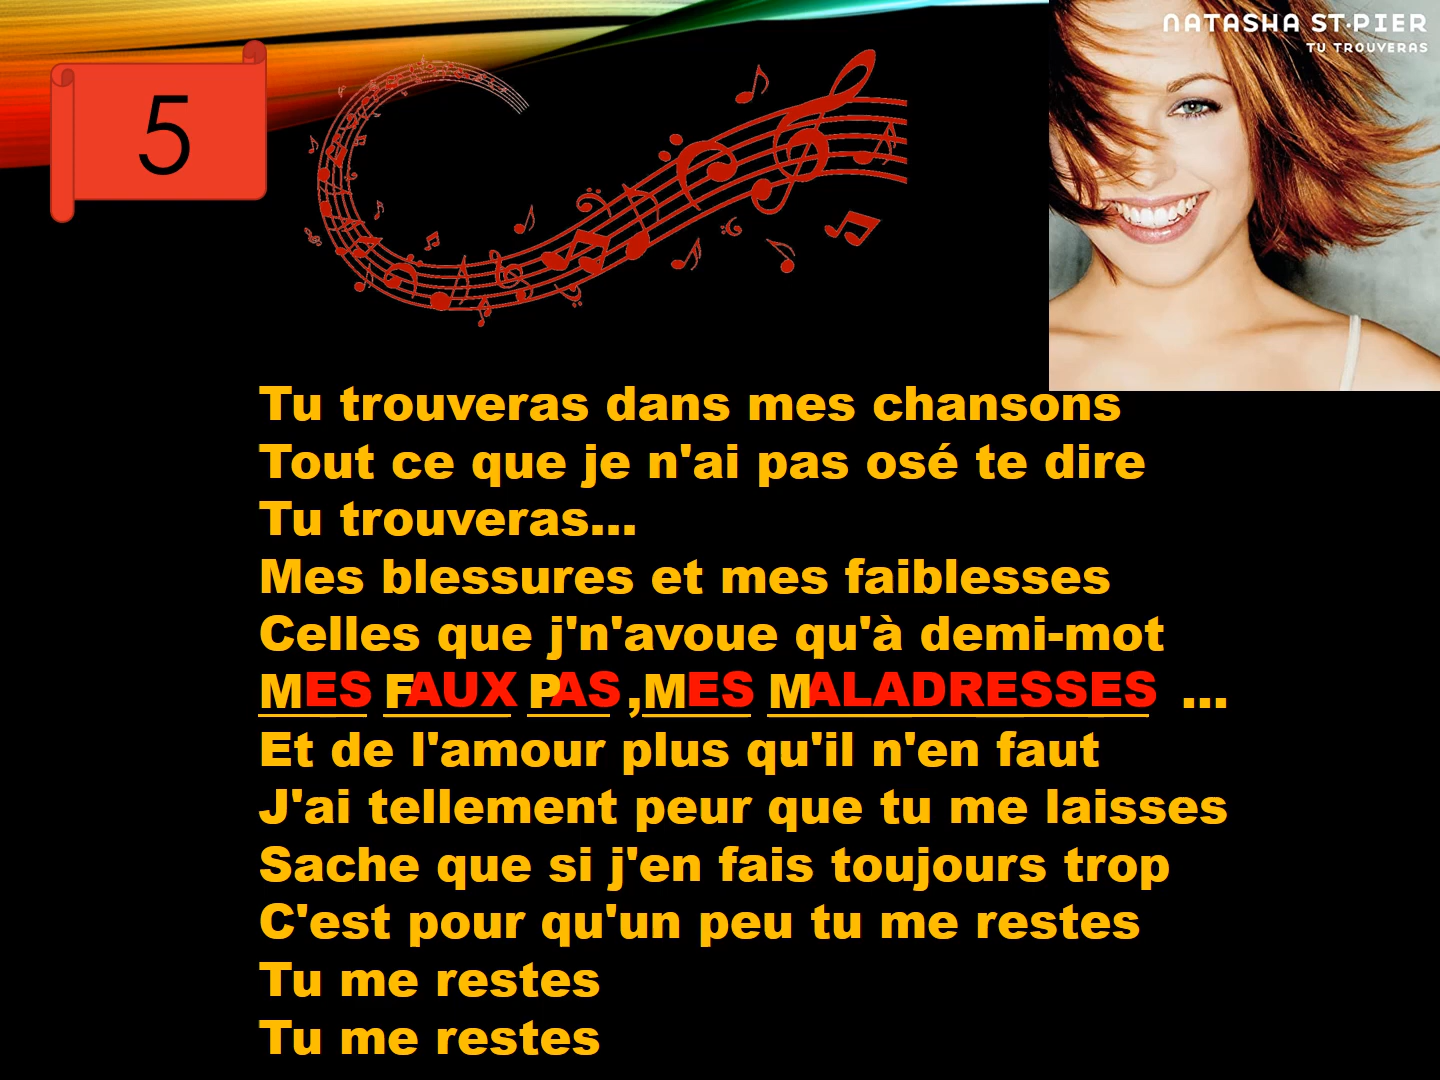 5
NATASHA ST·PIER
TU TROUVERAS
Tu trouveras dans mes chansons
Tout ce que je n'ai pas osé te dire
Tu trouveras...
Mes blessures et mes faiblesses
Celles que j'n'avoue qu'à demi-mot
MES FAUX PAS ,MES MALADRESSES ...
Et de l'amour plus qu'il n'en faut
J'ai tellement peur que tu me laisses
Sache que si j'en fais toujours trop
C'est pour qu'un peu tu me restes
Tu me restes
Tu me restes